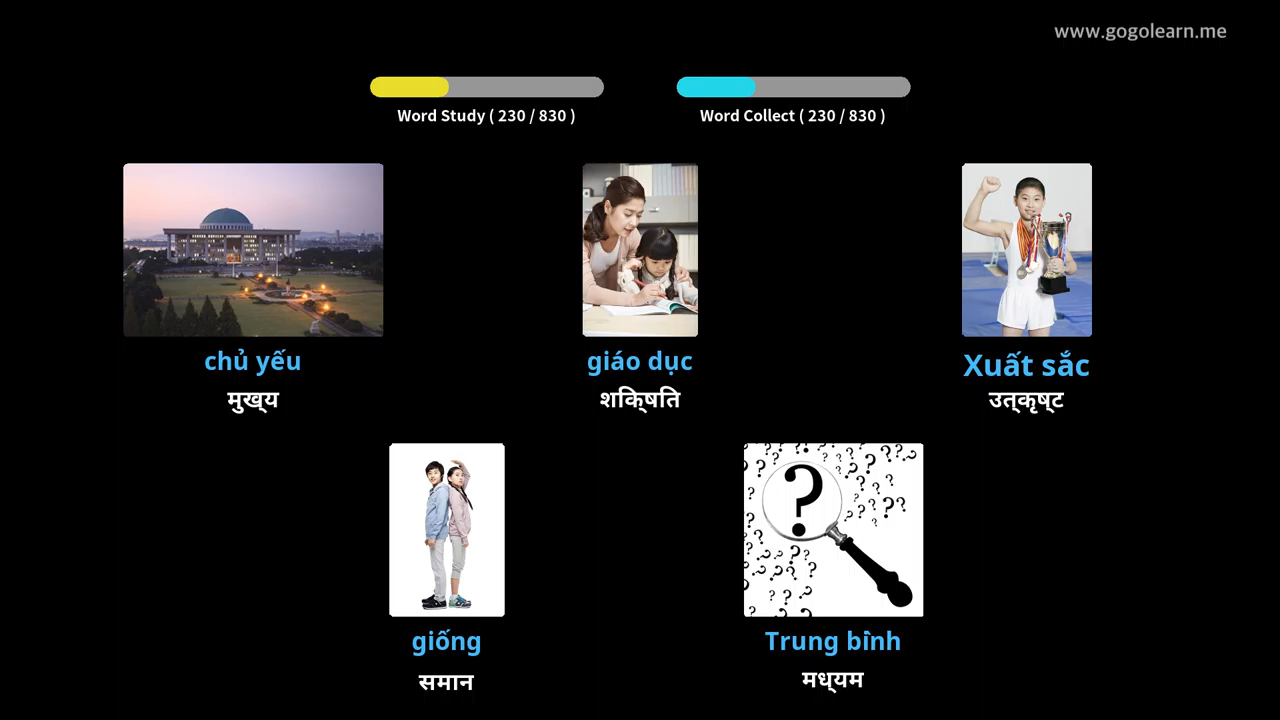 www.gogolearn.me
Word Study ( 230 / 830 )
Word Collect ( 230 / 830 )
chủ yếu
मुख्य
giáo dục
शक्षिति
Xuất sắc
उत्कृष्ट
giống
समान
Trung bình
मध्यम